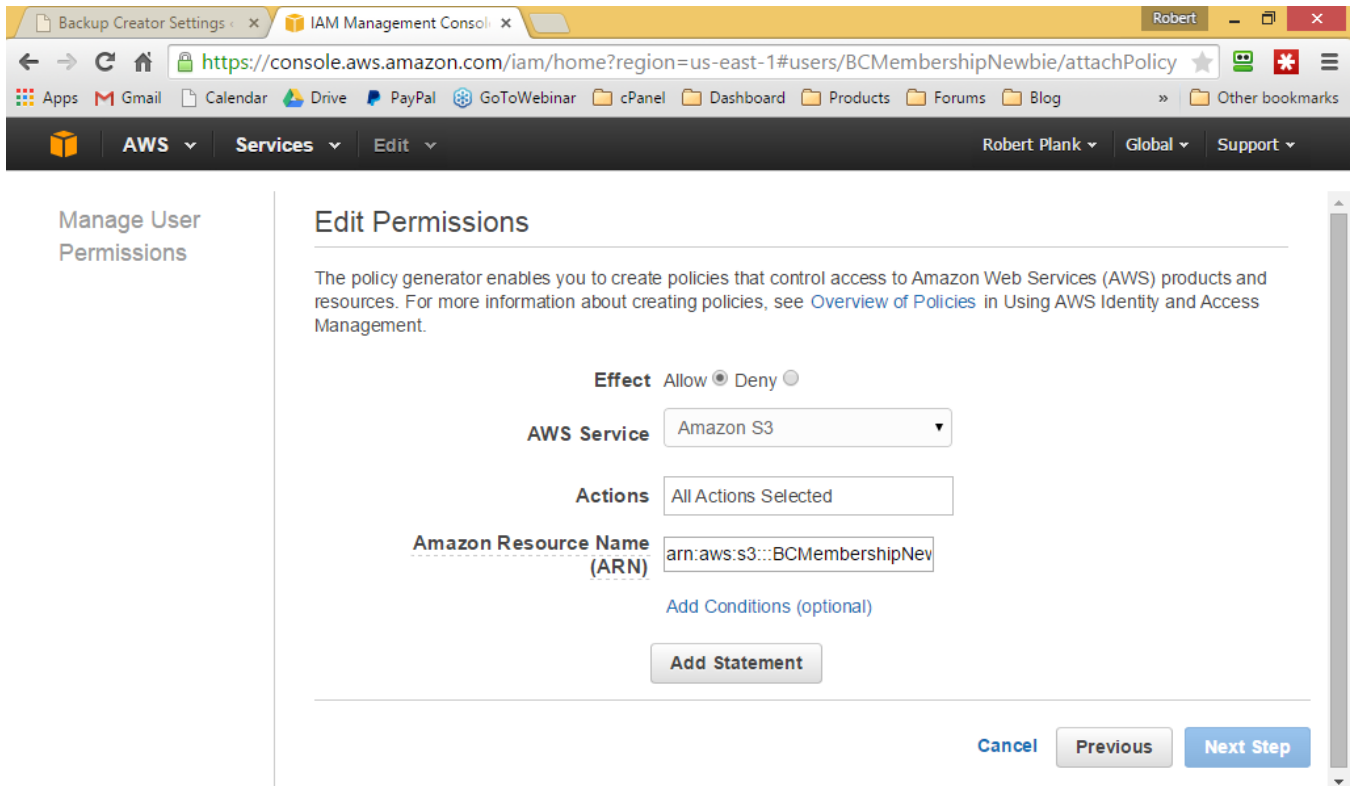 Backup Creator Settings
IAM Management Consol
Robert
https://console.aws.amazon.com/iam/home?region=us-east-1#users/BCMembershipNewbie/attachPolicy
Apps Gmail Calendar Drive PayPal GoToWebinar cPanel Dashboard Products Forums Blog » Other bookmarks
AWS Services Edit Robert Plank Global Support
Manage User
Permissions
Edit Permissions
The policy generator enables you to create policies that control access to Amazon Web Services (AWS) products and
resources. For more information about creating policies, see Overview of Policies in Using AWS Identity and Access
Management.
Effect Allow Deny
AWS Service Amazon S3
Actions All Actions Selected
Amazon Resource Name
(ARN)
arn:aws:s3:::BCMembershipNew
Add Conditions (optional)
Add Statement
Cancel Previous Next Step